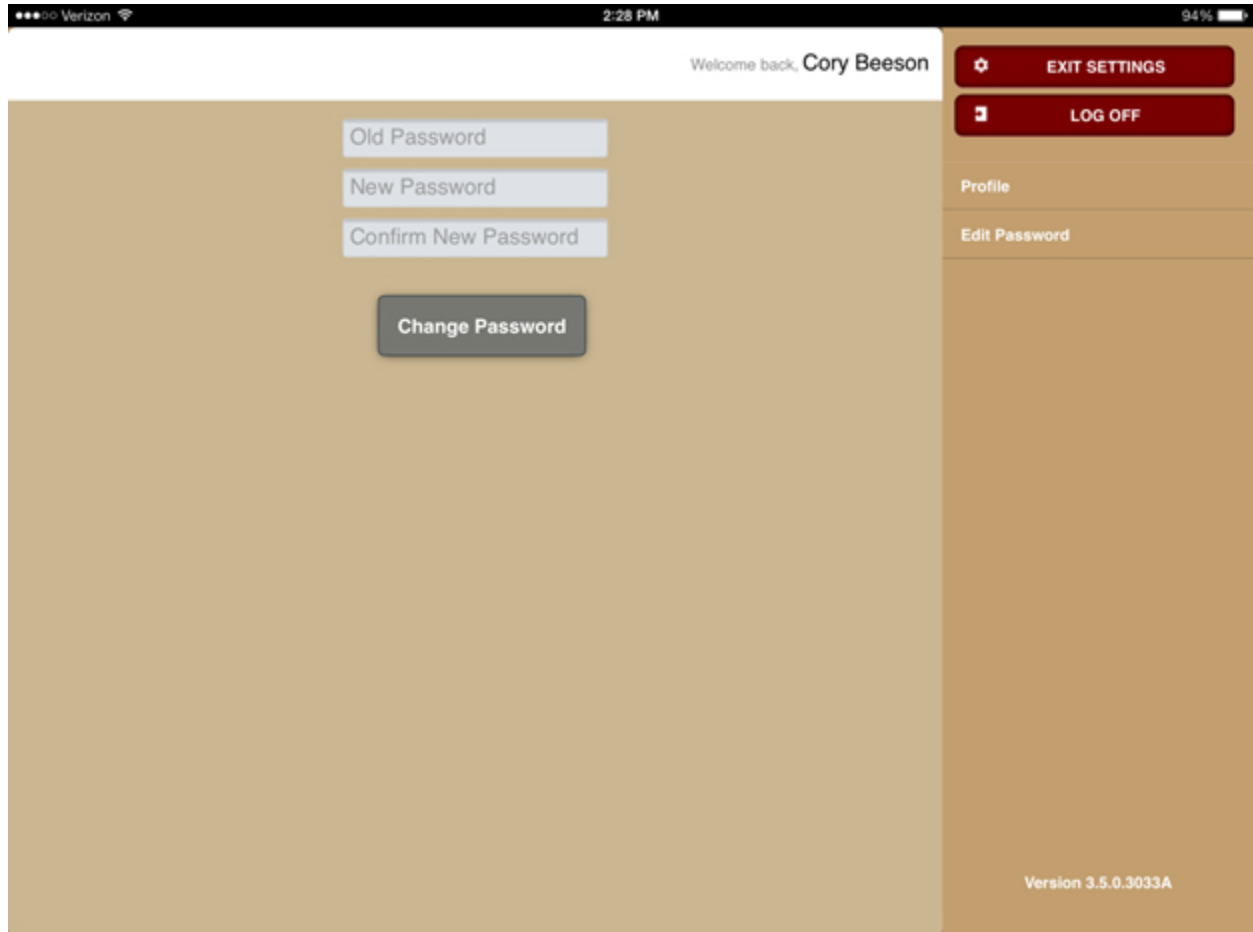 Verizon 2:28 PM 94%
Welcome back, Cory Beeson
EXIT SETTINGS
LOG OFF
Old Password
New Password
Confirm New Password
Change Password
Profile
Edit Password
Version 3.5.0.3033A